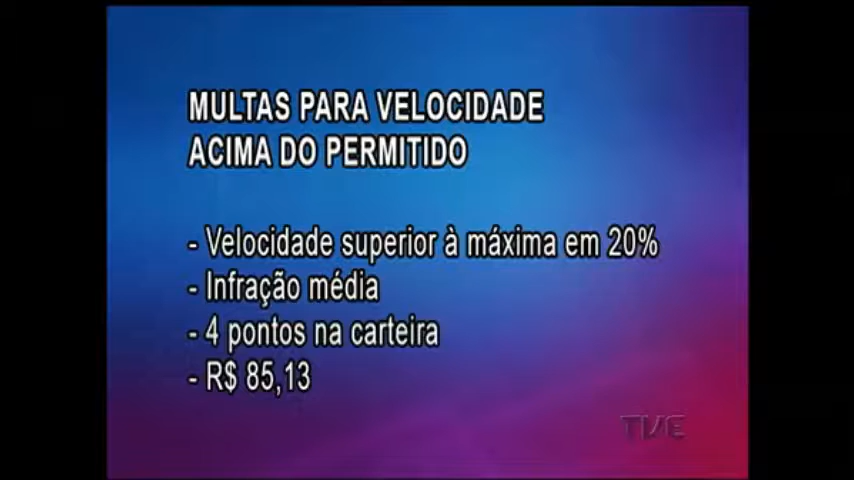 MULTAS PARA VELOCIDADE
ACIMA DO PERMITIDO
- Velocidade superior à máxima em 20%
- Infração média
- 4 pontos na carteira
- R$ 85,13
TVE